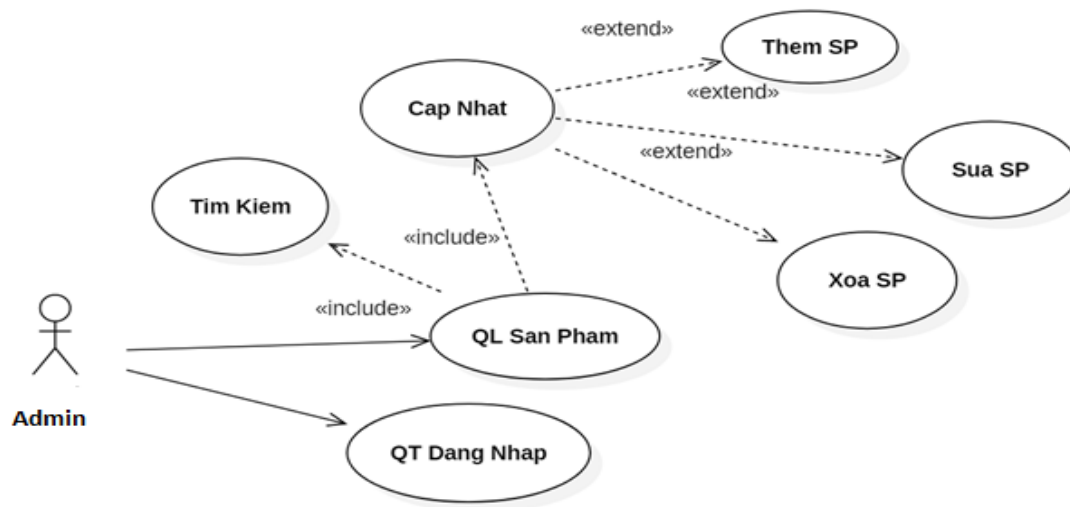 «extend»
Them SP
Cap Nhat
«extend»
«extend»
Sua SP
Tim Kiem
«include»
Xoa SP
«include»
QL San Pham
Admin
QT Dang Nhap